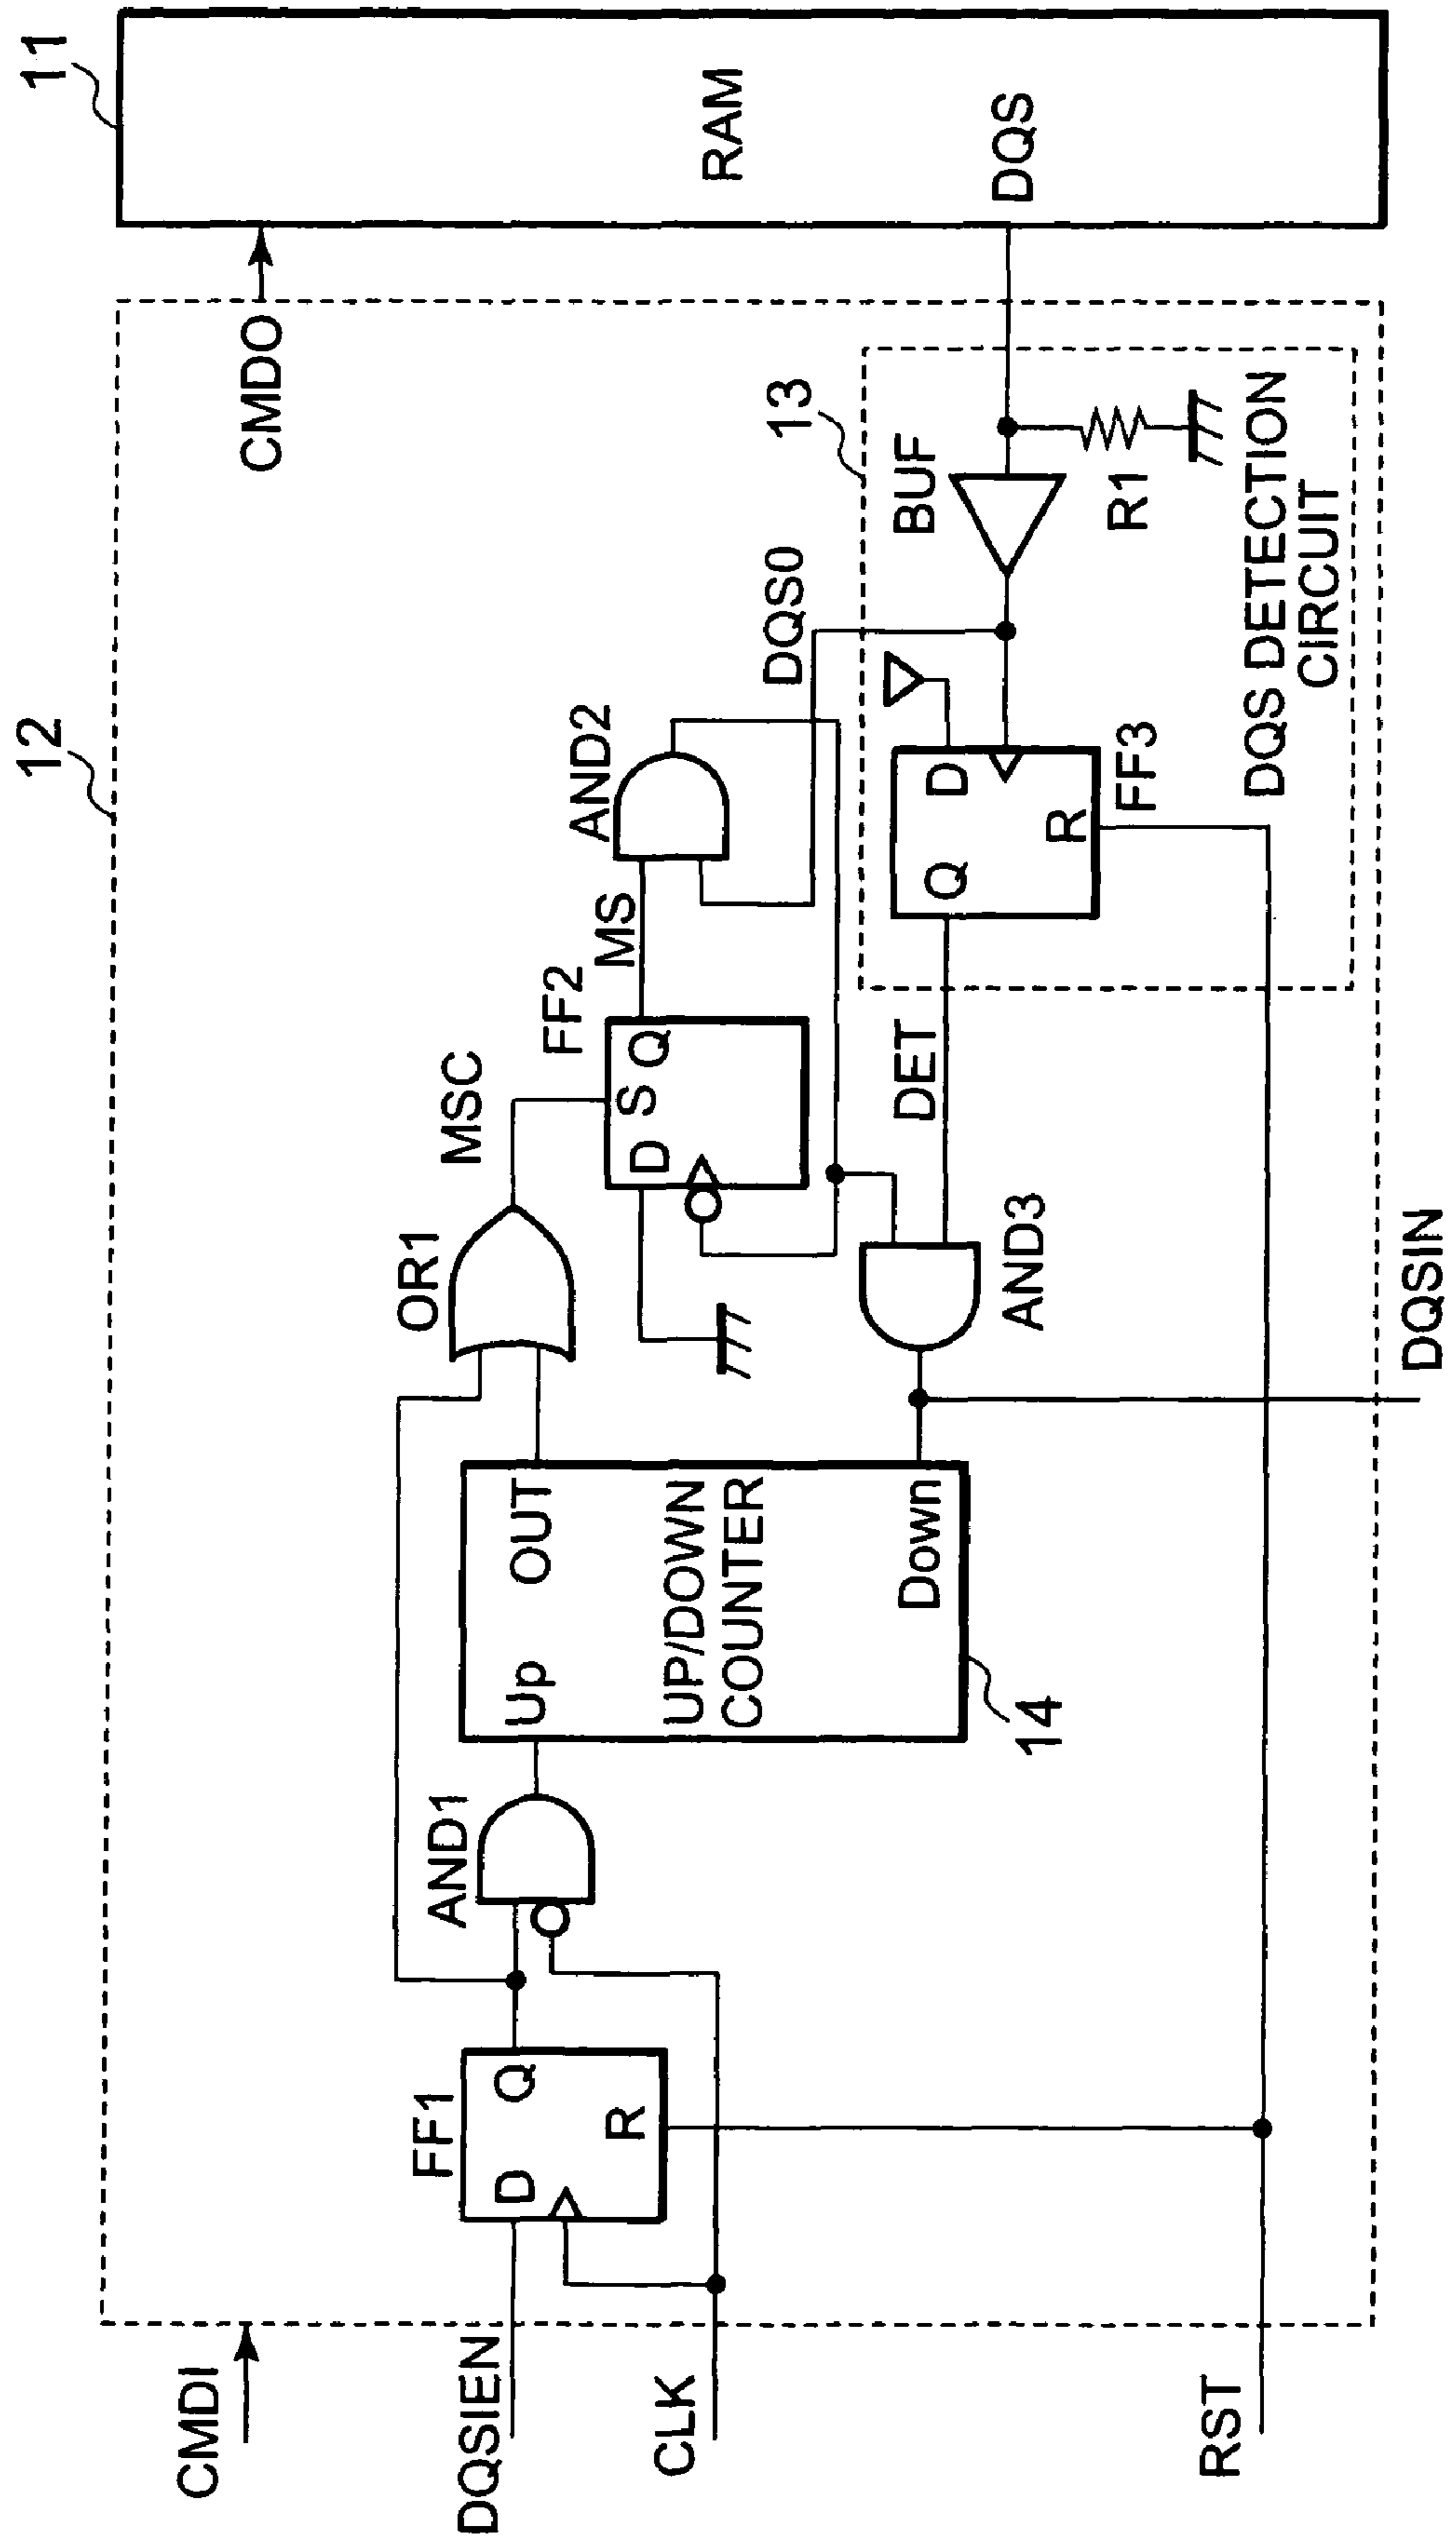 11
RAM
DQS
12
CMDO
13
BUF
R1
DQS DETECTION
CIRCUIT
DQS0
AND2
D
Q
R
FF3
MS
FF2
MSC
D
S
Q
DET
OR1
AND3
DQSIN
Up
OUT
UP/DOWN
COUNTER
Down
14
AND1
FF1
D
Q
R
CMDI
DQSIEN
CLK
RST